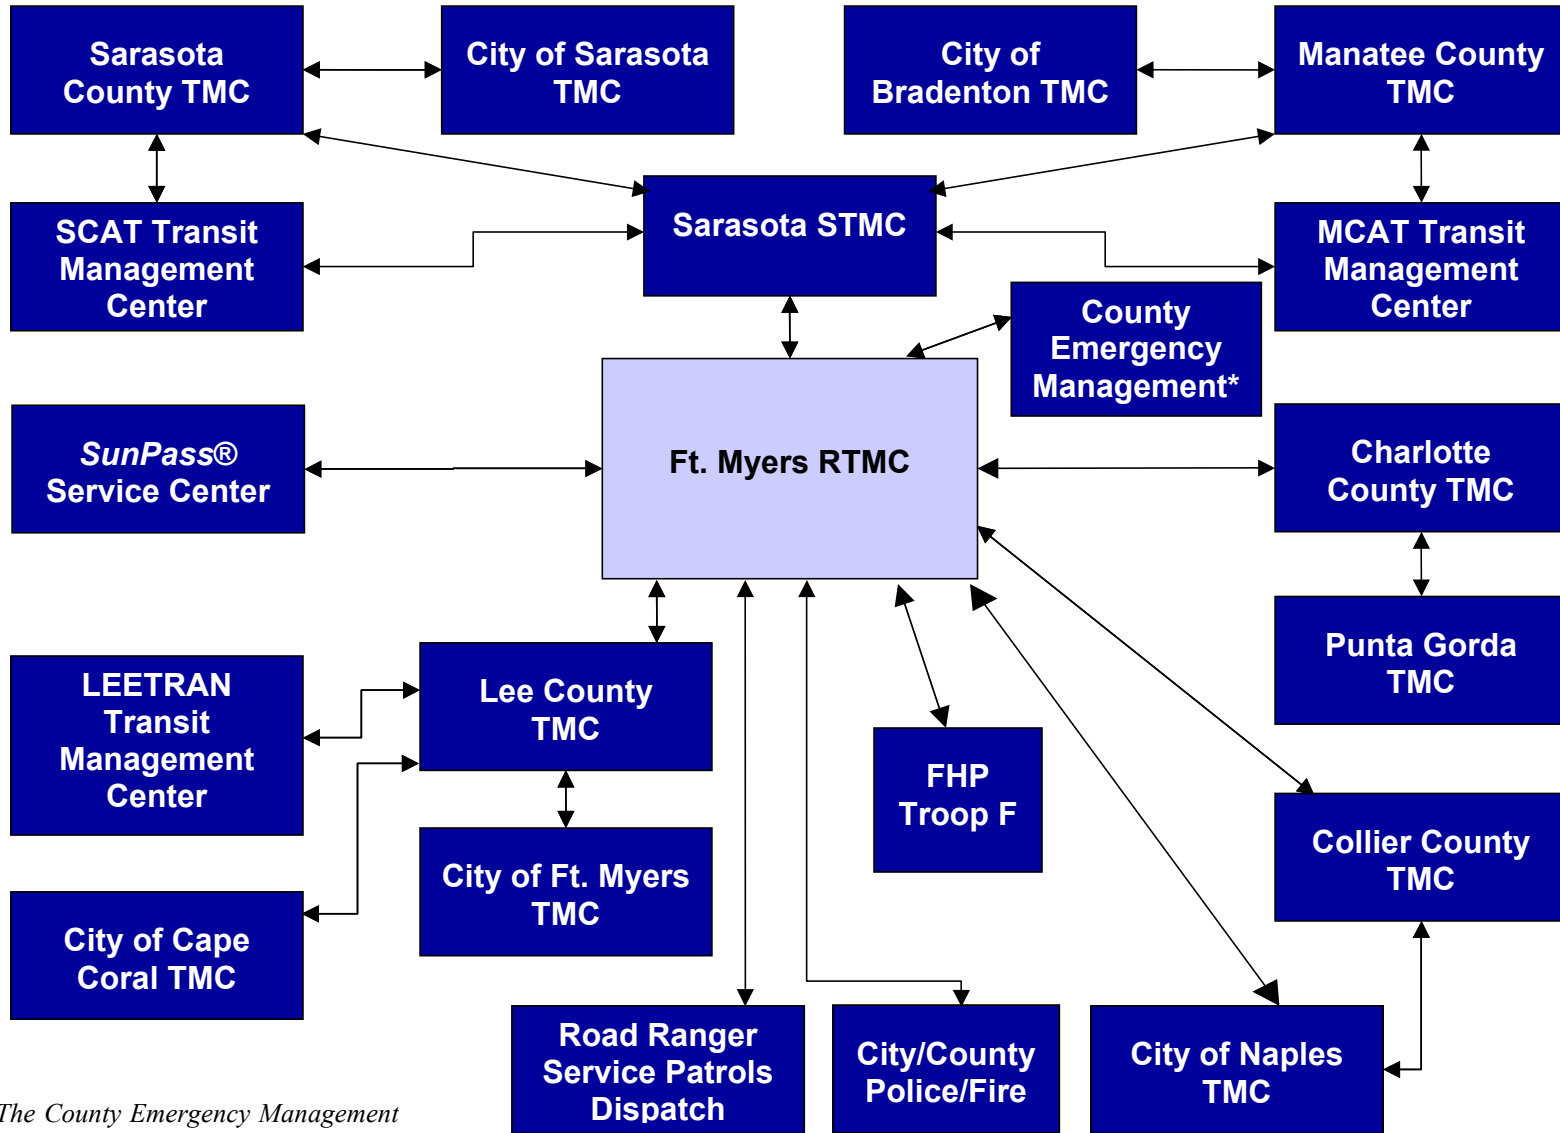 Sarasota
County TMC
City of Sarasota
TMC
City of
Bradenton TMC
Manatee County
TMC
SCAT Transit
Management
Center
Sarasota STMC
MCAT Transit
Management
Center
County
Emergency
Management*
SunPass®
Service Center
Ft. Myers RTMC
Charlotte
County TMC
Punta Gorda
TMC
LEETRAN
Transit
Management
Center
Lee County
TMC
FHP
Troop F
Collier County
TMC
City of Ft. Myers
TMC
City of Cape
Coral TMC
Road Ranger
Service Patrols
Dispatch
City/County
Police/Fire
City of Naples
TMC
The County Emergency Management